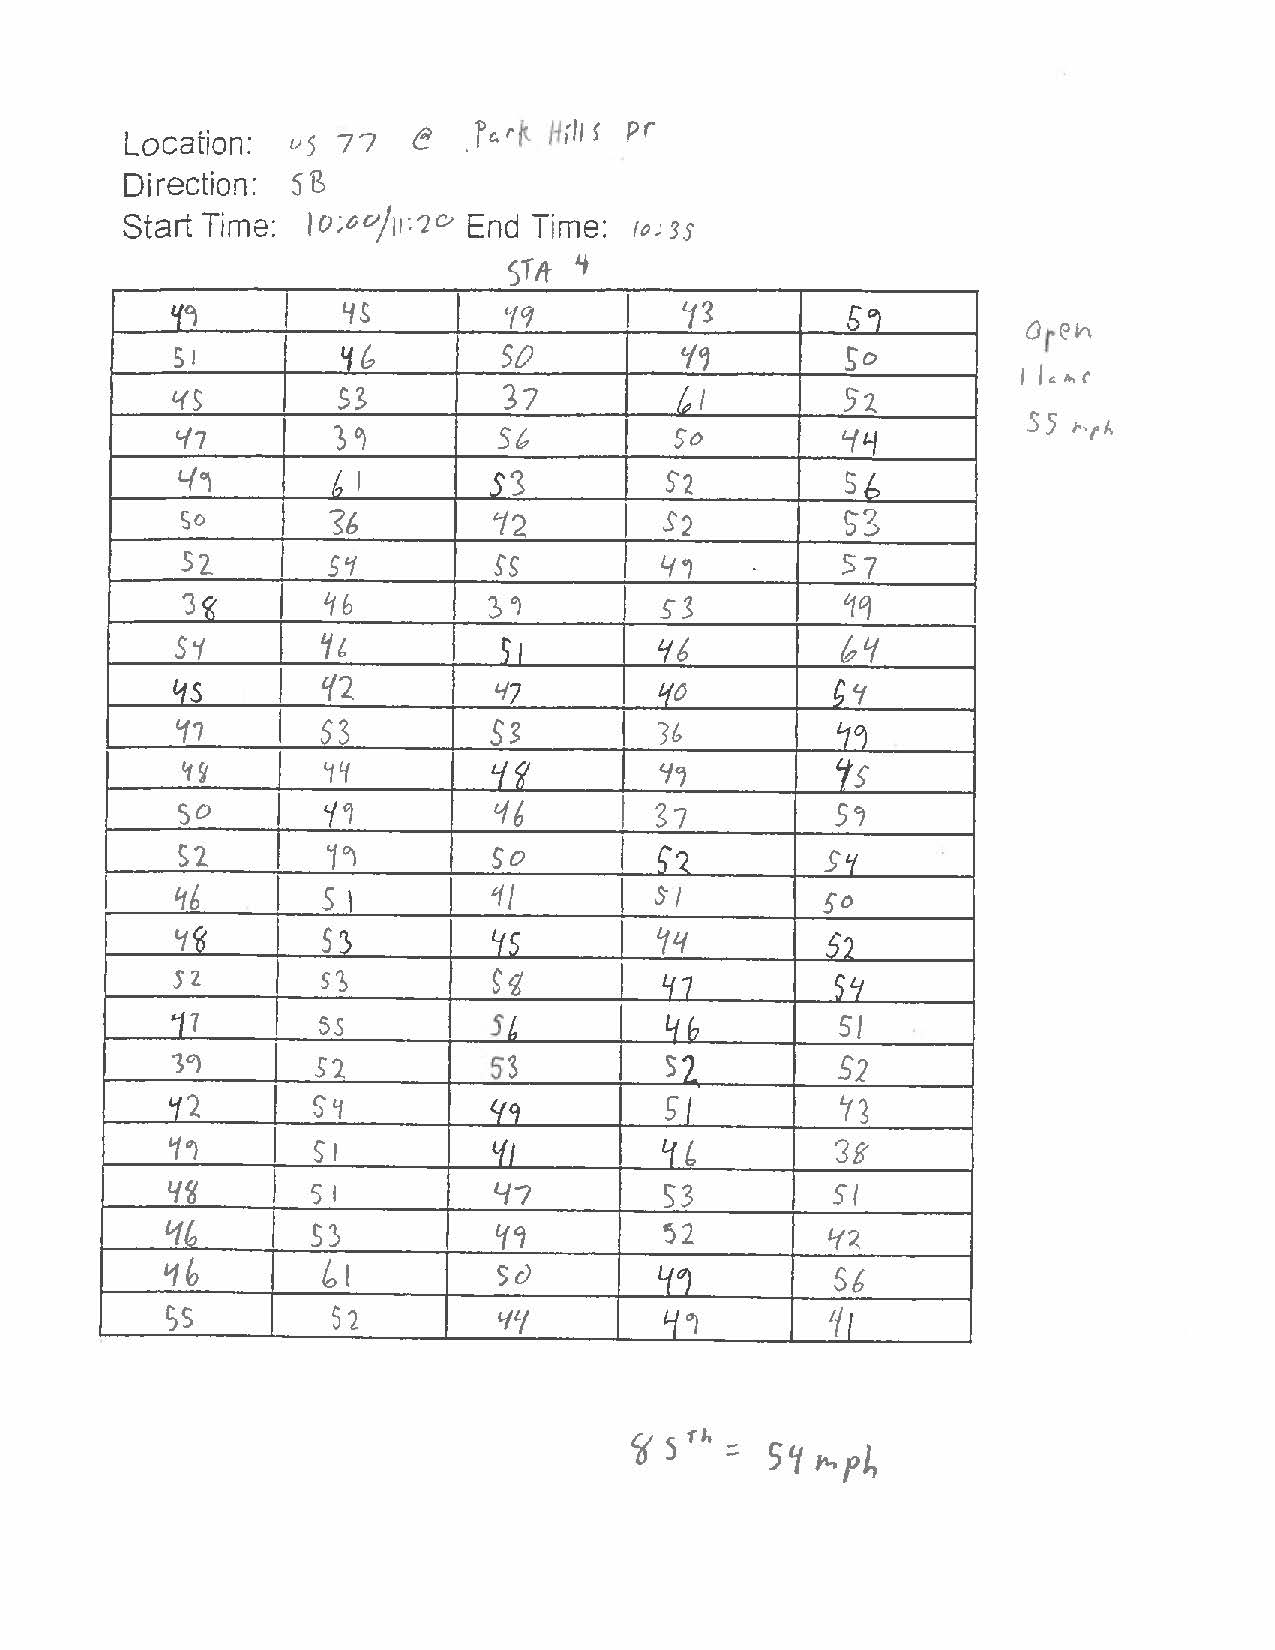 Location: US 77 @ Park Hills Dr
Direction: SB
Start Time: 10:00/11:20 End Time: 10:35
STA 4
49 45 49 43 59
Open
51 46 50 49 50
1 lane
45 53 37 61 52
55 mph
47 39 56 50 44
49 61 53 52 56
50 36 42 52 53
52 54 55 49 57
38 46 39 53 49
54 46 51 46 64
45 42 47 40 54
47 53 53 36 49
48 44 48 49 45
50 49 46 37 59
52 49 50 52 54
46 51 41 51 50
48 53 45 44 52
52 53 58 47 54
47 55 56 46 51
39 52 53 52 52
42 54 49 51 43
49 51 41 46 38
48 51 47 53 51
46 53 49 52 42
46 61 50 49 56
55 52 44 49 41
85th = 54 mph